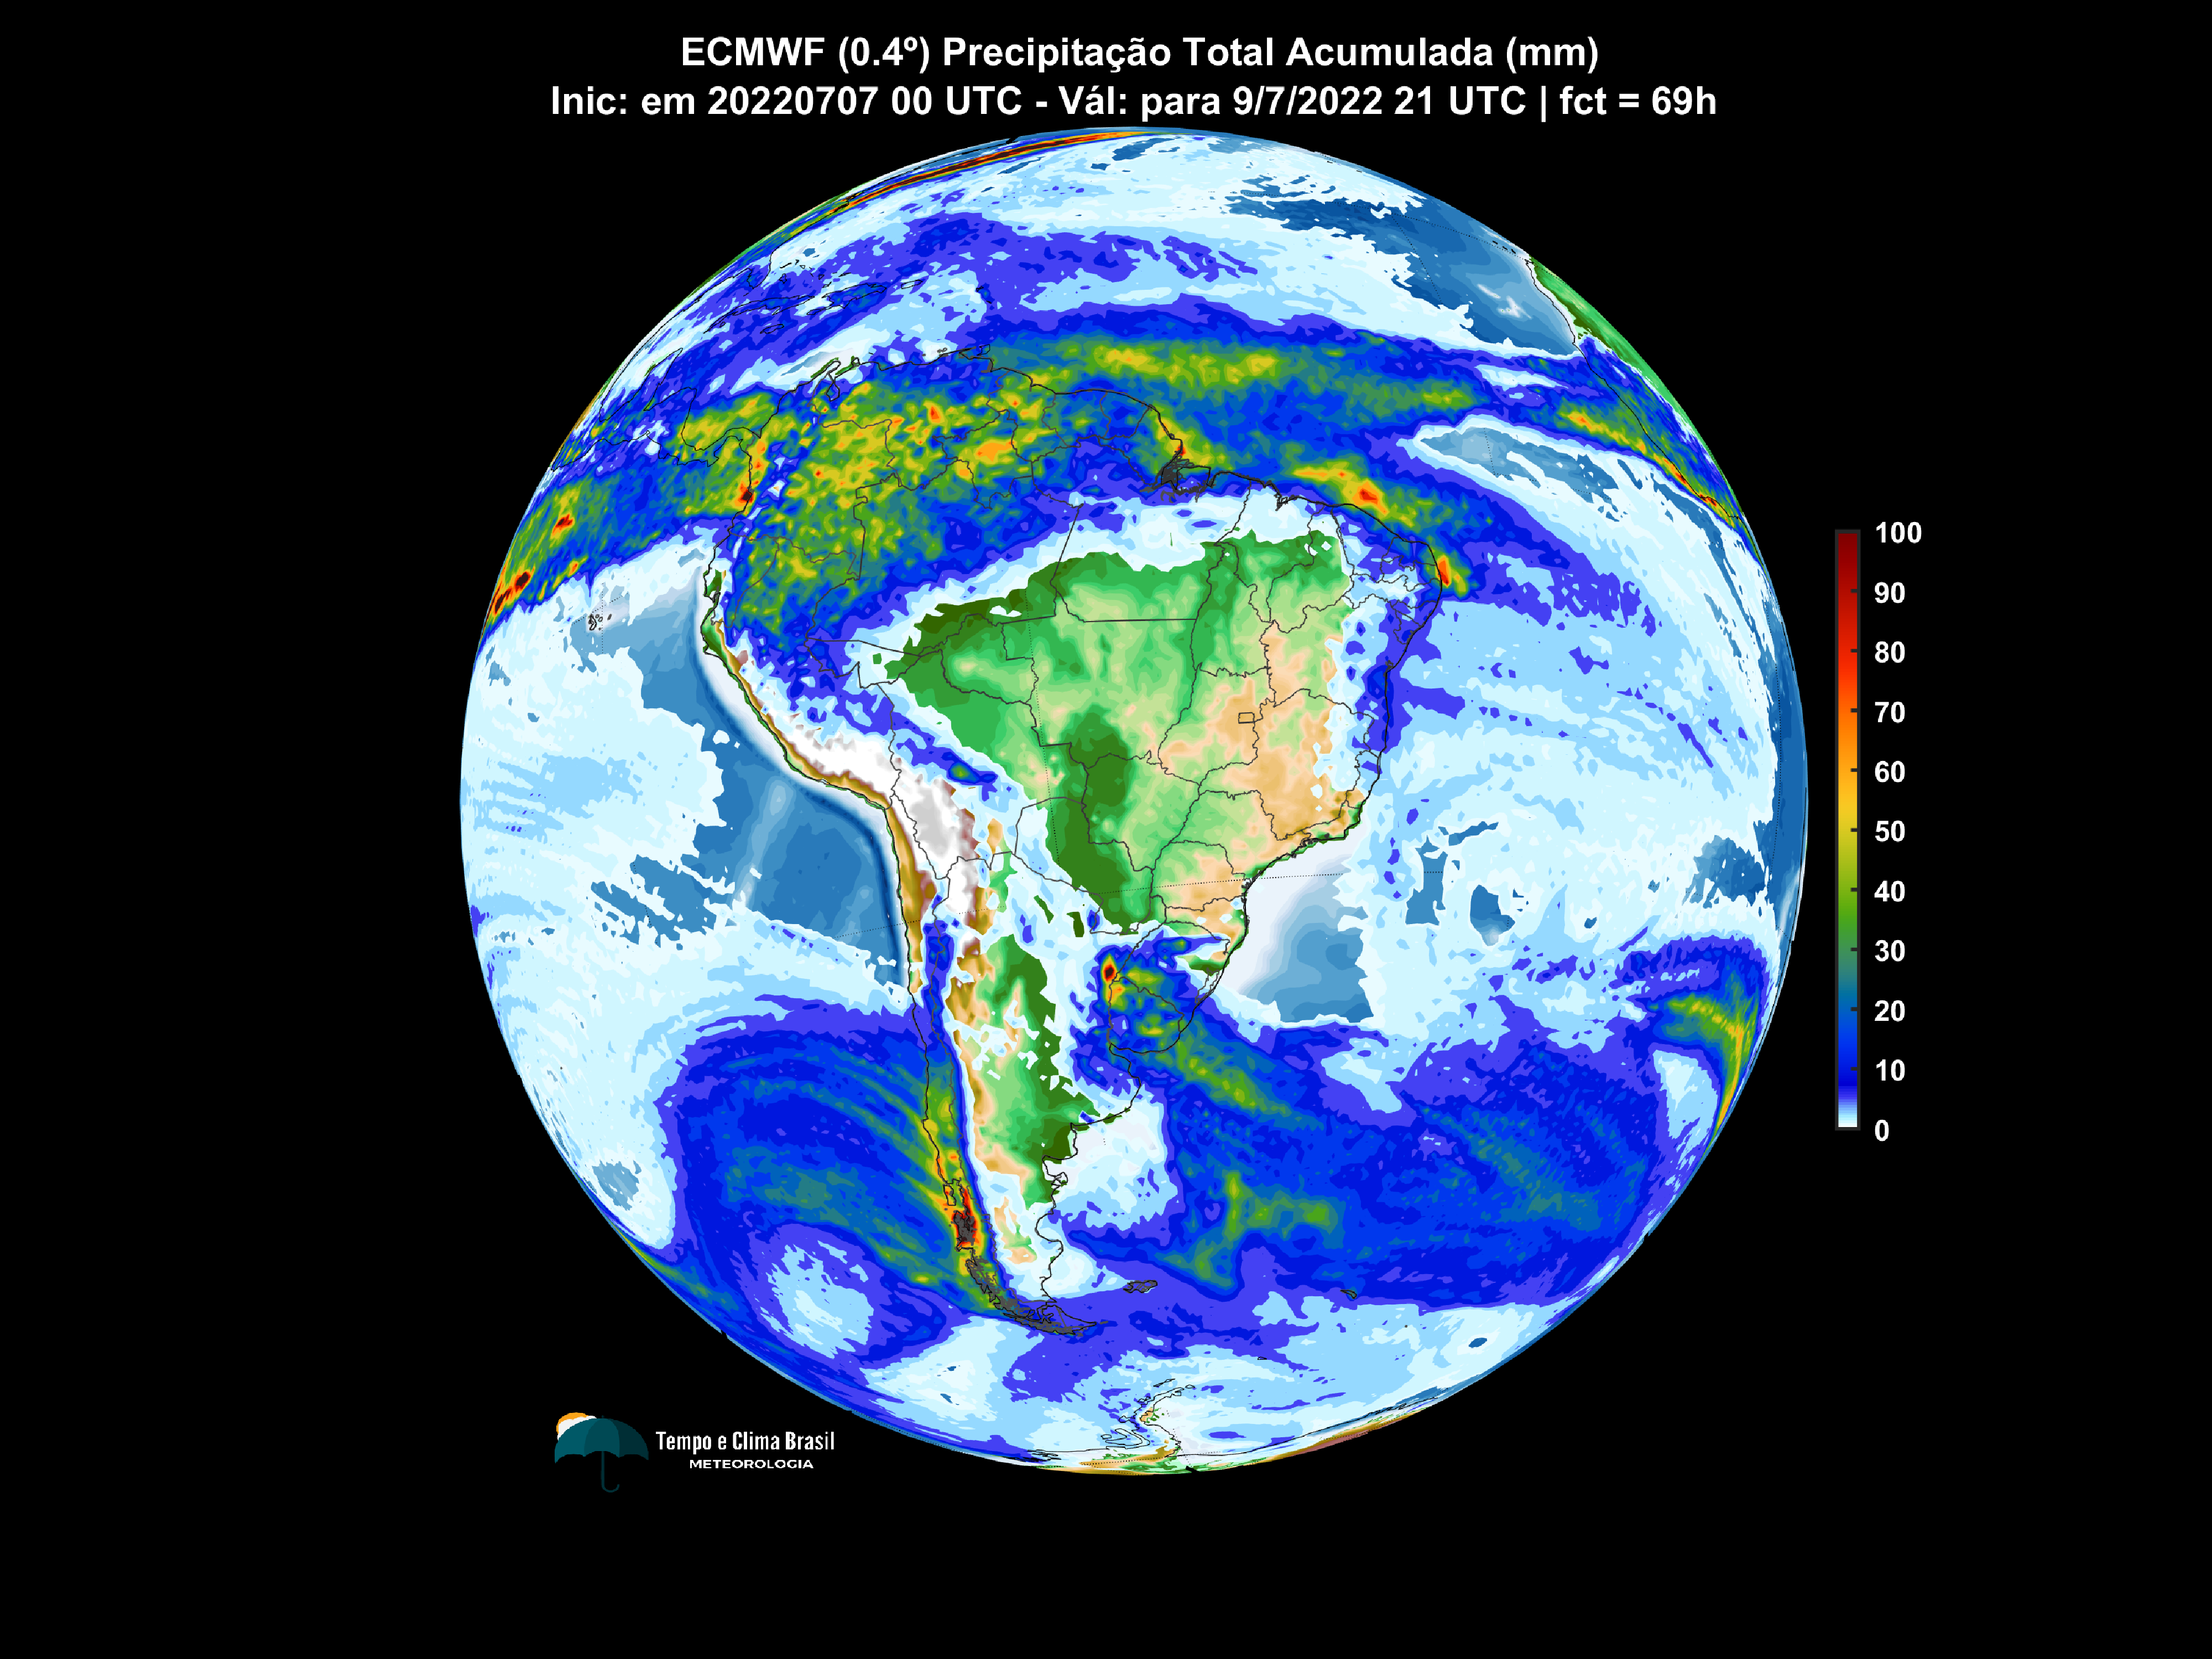 ECMWF (0.4º) Precipitação Total Acumulada (mm)
Inic: em 20220707 00 UTC - Vál: para 9/7/2022 21 UTC | fct = 69h
100
90
80
70
60
50
40
30
20
10
0
Tempo e Clima Brasil
METEOROLOGIA